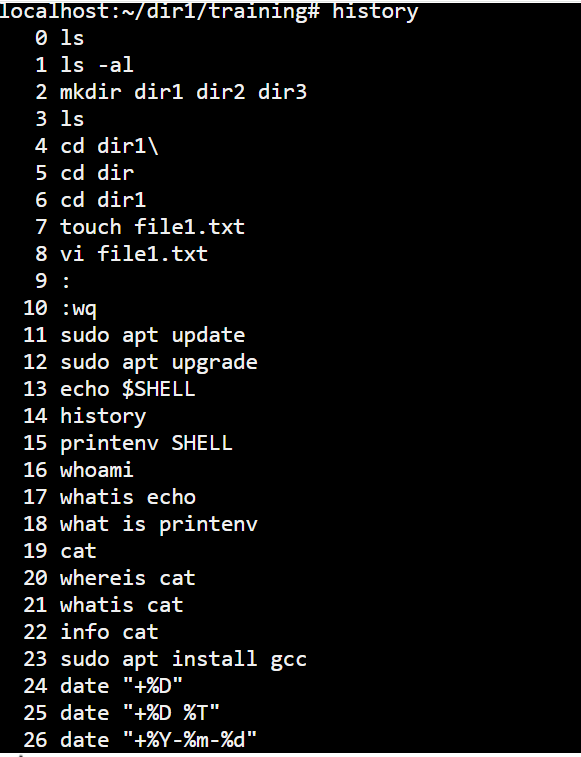 localhost:~/dir1/training# history
0 ls
1 ls -al
2 mkdir dir1 dir2 dir3
3 ls
4 cd dir1\
5 cd dir
6 cd dir1
7 touch file1.txt
8 vi file1.txt
9 :
10 :wq
11 sudo apt update
12 sudo apt upgrade
13 echo $SHELL
14 history
15 printenv SHELL
16 whoami
17 whatis echo
18 what is printenv
19 cat
20 whereis cat
21 whatis cat
22 info cat
23 sudo apt install gcc
24 date "+%D"
25 date "+%D %T"
26 date "+%Y-%m-%d"